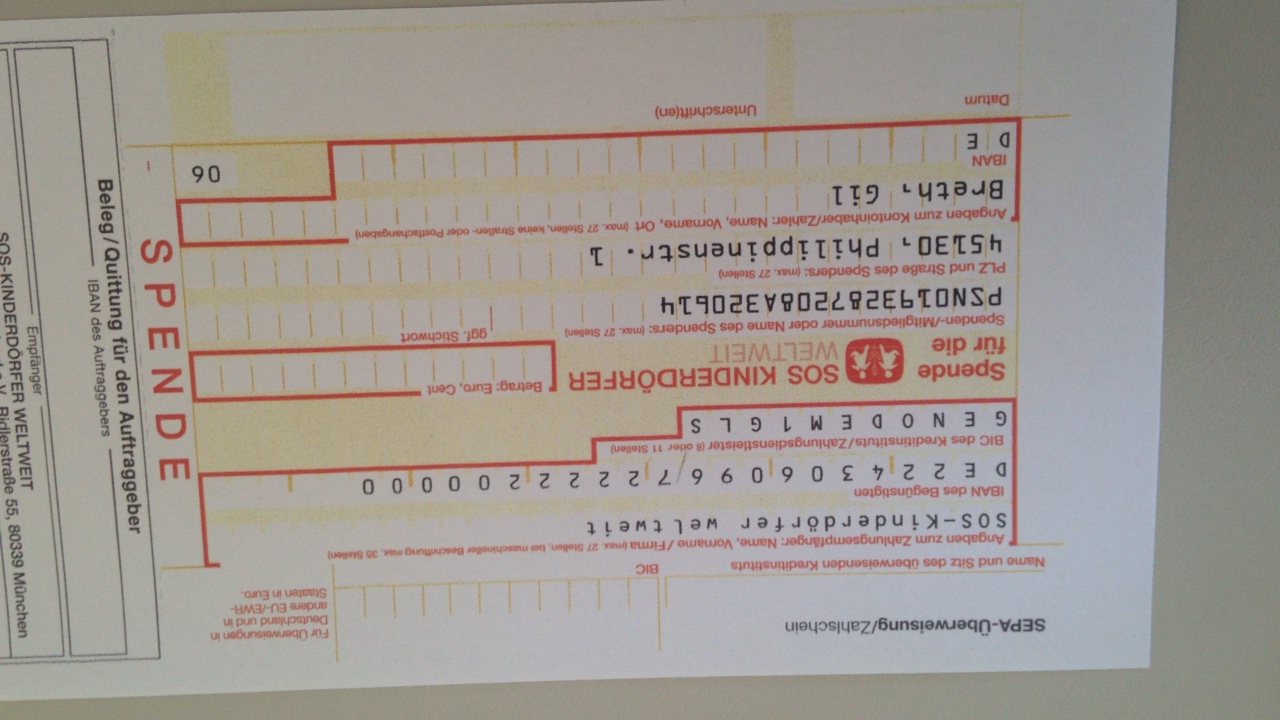 SEPA-Überweisung/Zahlschein
Für Überweisungen in
Deutschland und in
andere EU-/EWR-
Staaten in Euro.
Name und Sitz des überweisenden Kreditinstituts
BIC
Angaben zum Zahlungsempfänger: Name, Vorname/Firma (max. 27 Stellen, bei maschineller Beschriftung max. 35 Stellen)
SOS-Kinderdörfer weltweit
IBAN des Begünstigten
DE22430609672222200000
BIC des Kreditinstituts/Zahlungsdienstleister (8 oder 11 Stellen)
GENODEM1GLS
Spende
für die
SOS KINDERDÖRFER
WELTWEIT
Betrag: Euro, Cent
Spenden-/Mitgliedsnummer oder Name des Spenders: (max. 27 Stellen)
ggf. Stichwort
PSN0193287208A320614
PLZ und Straße des Spenders: (max. 27 Stellen)
45130, Philippinenstr. 1
Angaben zum Kontoinhaber/Zahler: Name, Vorname, Ort (max. 27 Stellen, keine Straßen- oder Postfachangaben)
Breth, Gil
IBAN
DE
06
Datum
Unterschrift(en)
SPENDE
Beleg/Quittung für den Auftraggeber
IBAN des Auftraggebers
Empfänger
SOS-KINDERDÖRFER WELTWEIT
Ridlerstraße 55, 80339 München